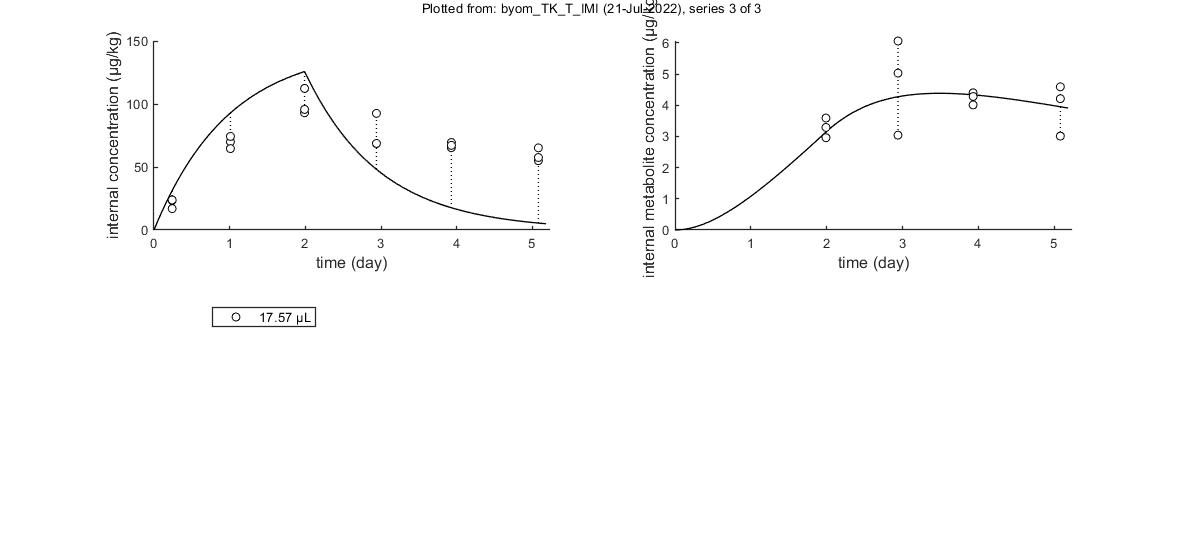 Plotted from: byom_TK_T_IMI (21-Jul-2022), series 3 of 3
internal concentration (µg/kg)
150
100
50
0
0 1 2 3 4 5
time (day)
internal metabolite concentration (µg/kg)
6
5
4
3
2
1
0
0 1 2 3 4 5
time (day)
17.57 µL